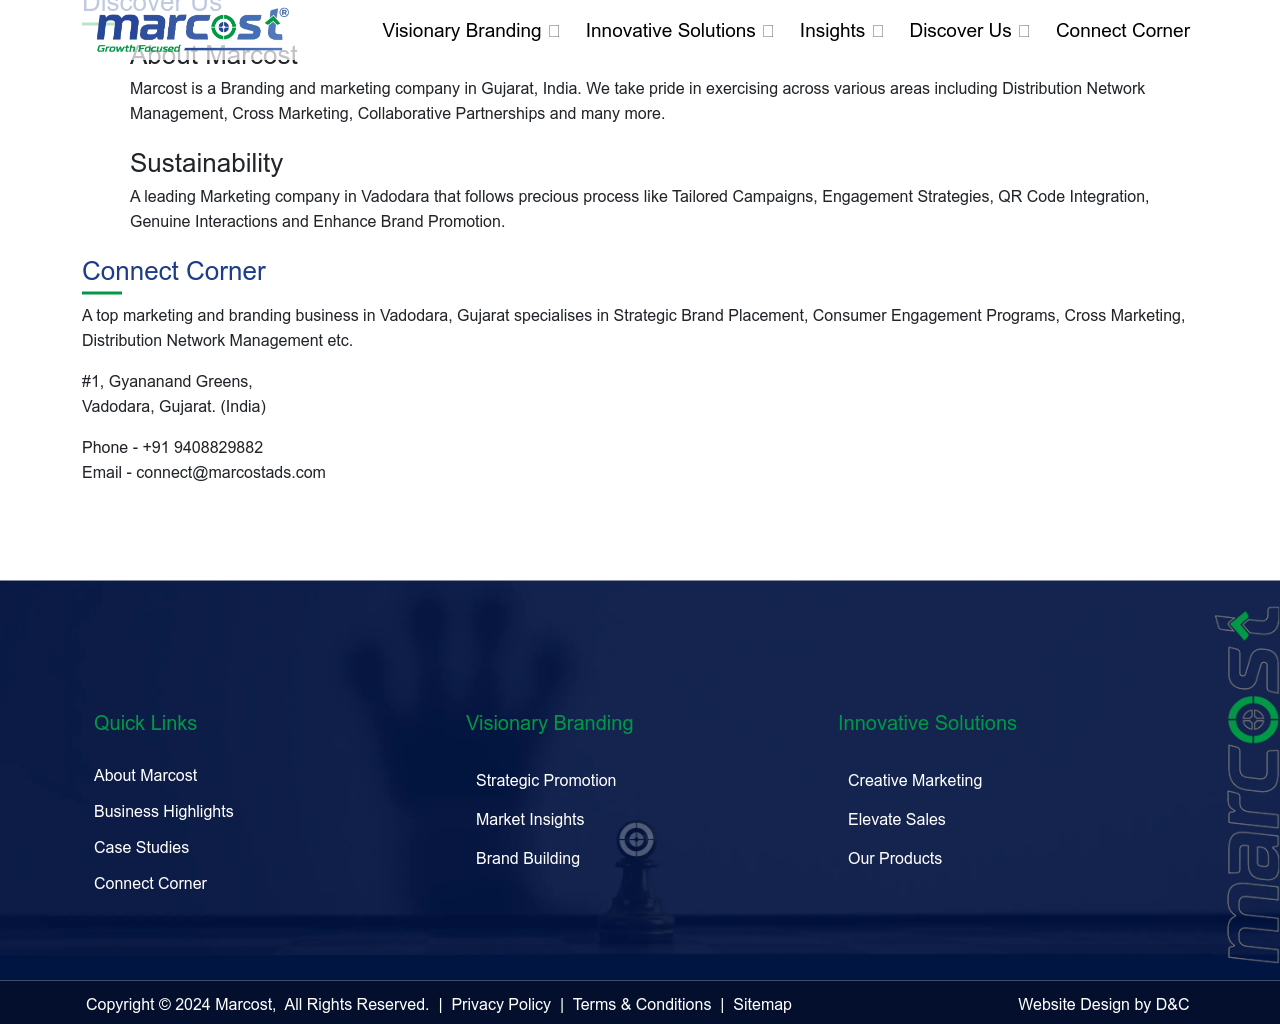 Discover Us
marcost®
Growth Focused
Visionary Branding
Innovative Solutions
Insights
Discover Us
Connect Corner
About Marcost
Marcost is a Branding and marketing company in Gujarat, India. We take pride in exercising across various areas including Distribution Network
Management, Cross Marketing, Collaborative Partnerships and many more.
Sustainability
A leading Marketing company in Vadodara that follows precious process like Tailored Campaigns, Engagement Strategies, QR Code Integration,
Genuine Interactions and Enhance Brand Promotion.
Connect Corner
A top marketing and branding business in Vadodara, Gujarat specialises in Strategic Brand Placement, Consumer Engagement Programs, Cross Marketing,
Distribution Network Management etc.
#1, Gyananand Greens,
Vadodara, Gujarat. (India)
Phone - +91 9408829882
Email - connect@marcostads.com
Quick Links
About Marcost
Business Highlights
Case Studies
Connect Corner
Visionary Branding
Strategic Promotion
Market Insights
Brand Building
Innovative Solutions
Creative Marketing
Elevate Sales
Our Products
marcost
Copyright © 2024 Marcost, All Rights Reserved. | Privacy Policy | Terms & Conditions | Sitemap
Website Design by D&C